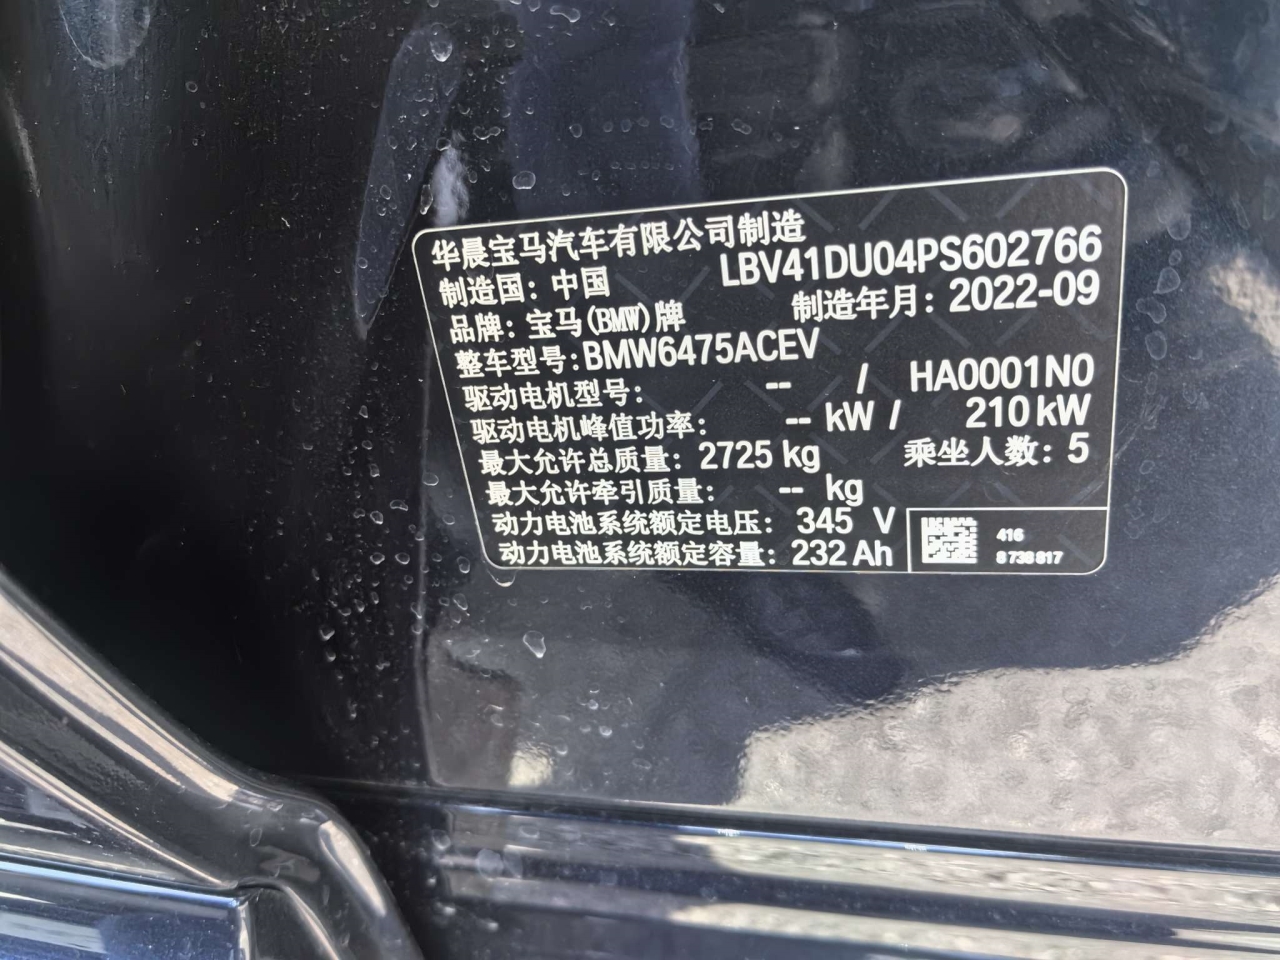 华晨宝马汽车有限公司制造
制造国：中国 LBV41DU04PS602766
品牌：宝马(BMW)牌 制造年月：2022-09
整车型号：BMW6475ACEV
驱动电机型号： -- / HA0001N0
驱动电机峰值功率： -- kW / 210 kW
最大允许总质量：2725 kg 乘坐人数：5
最大允许牵引质量： -- kg
动力电池系统额定电压： 345 V
动力电池系统额定容量：232 Ah
416
8 738 817